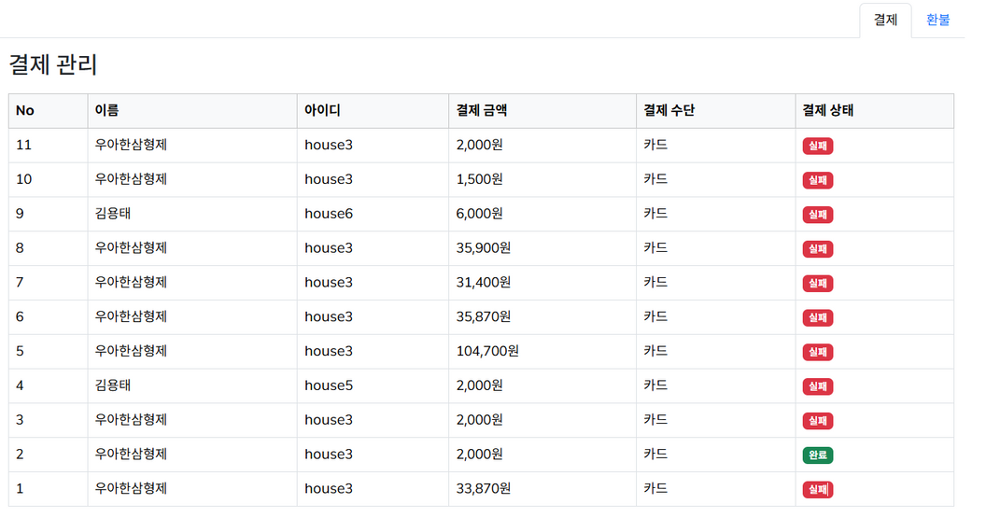 결제 환불
결제 관리
No 이름 아이디 결제 금액 결제 수단 결제 상태
11 우아한삼형제 house3 2,000원 카드 실패
10 우아한삼형제 house3 1,500원 카드 실패
9 김용태 house6 6,000원 카드 실패
8 우아한삼형제 house3 35,900원 카드 실패
7 우아한삼형제 house3 31,400원 카드 실패
6 우아한삼형제 house3 35,870원 카드 실패
5 우아한삼형제 house3 104,700원 카드 실패
4 김용태 house5 2,000원 카드 실패
3 우아한삼형제 house3 2,000원 카드 실패
2 우아한삼형제 house3 2,000원 카드 완료
1 우아한삼형제 house3 33,870원 카드 실패